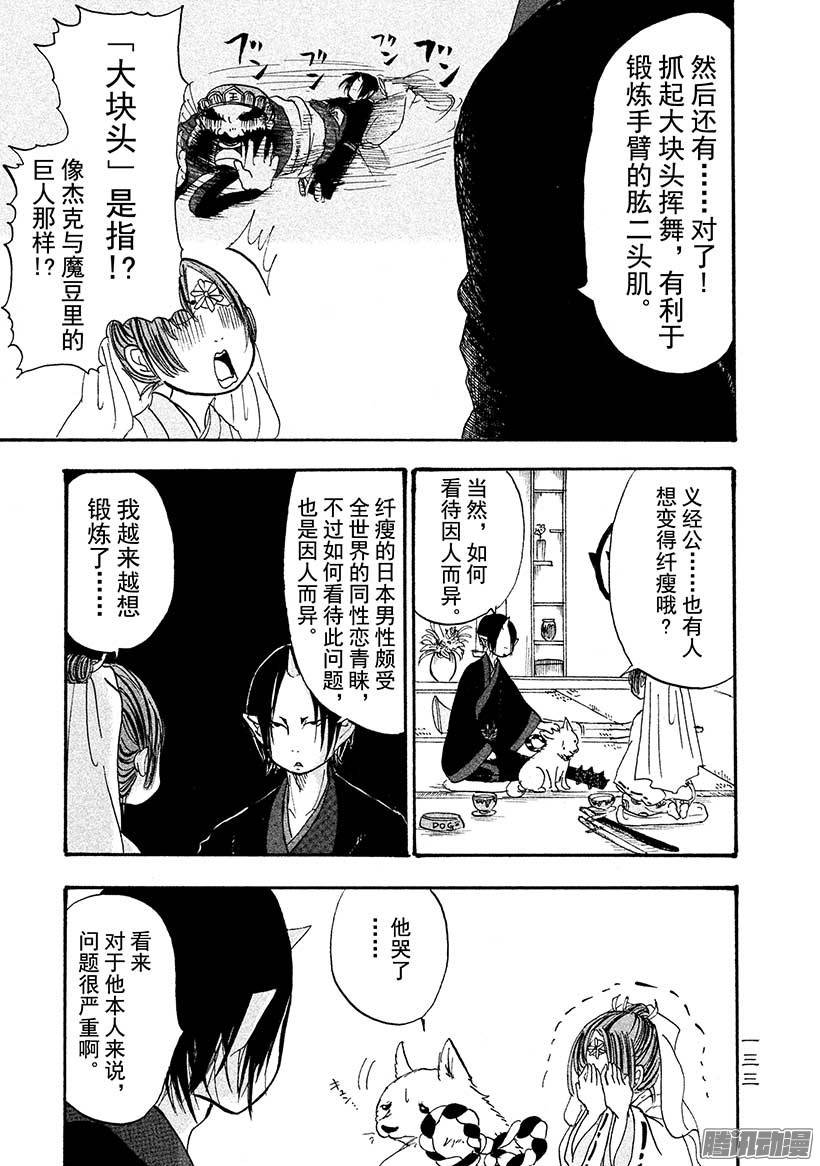 然后还有……对了！
抓起大块头挥舞，有利于
锻炼手臂的肱二头肌。
ブン
ブン
ブン
「大块头」是指!?
像杰克与魔豆里的
巨人那样!?
王
义经公……也有人
想变得纤瘦哦？
当然，如何
看待因人而异。
DOG
纤瘦的日本男性颇受
全世界的同性恋青睐，
不过如何看待此问题，
也是因人而异。
我越来越想
锻炼了……
他哭了
……
キュッ
看来
对于他本人来说，
问题很严重啊。
一三三
腾讯动漫